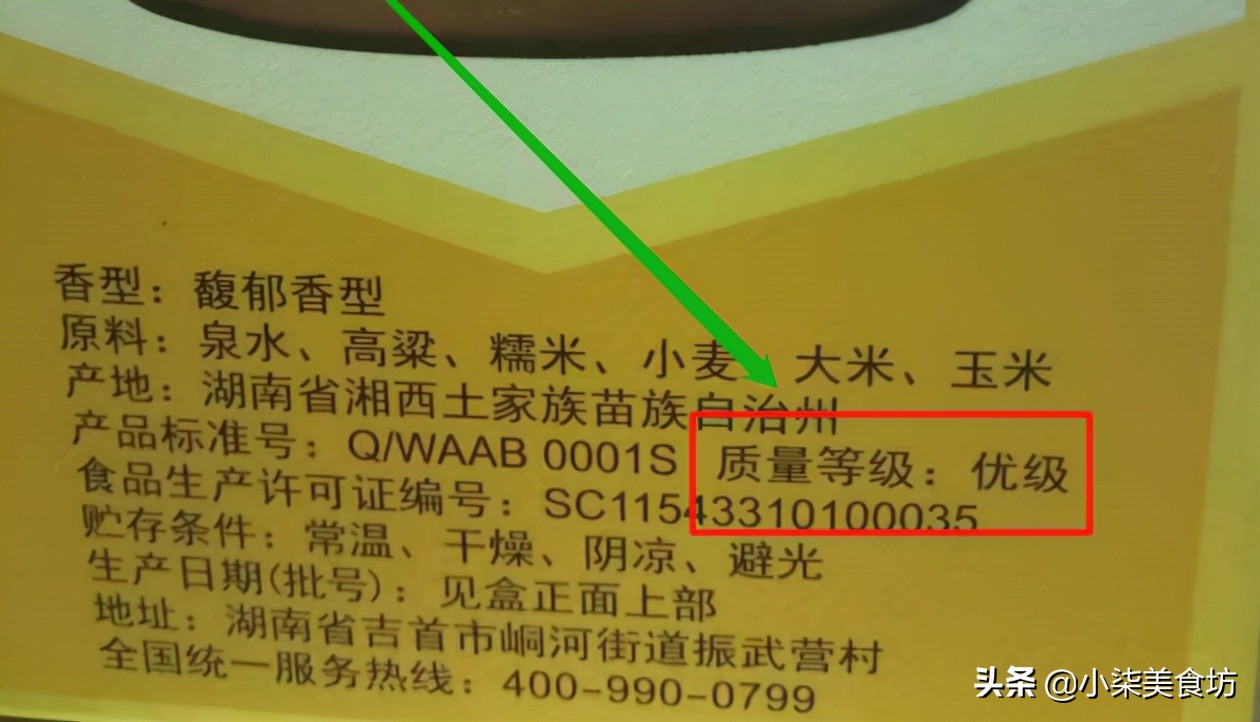 香型：馥郁香型
原料：泉水、高粱、糯米、小麦、大米、玉米
产地：湖南省湘西土家族苗族自治州
产品标准号：Q/WAAB 0001S 质量等级：优级
食品生产许可证编号：SC11543310100035
贮存条件：常温、干燥、阴凉、避光
生产日期(批号)：见盒正面上部
地址：湖南省吉首市峒河街道振武营村
全国统一服务热线：400-990-0799
头条 @小柒美食坊